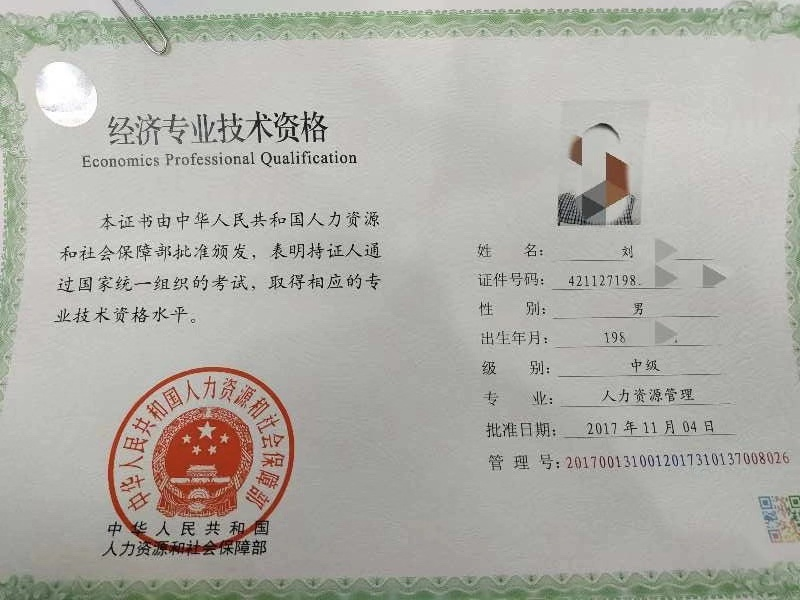 经济专业技术资格
Economics Professional Qualification
本证书由中华人民共和国人力资源
和社会保障部批准颁发，表明持证人通
过国家统一组织的考试，取得相应的专
业技术资格水平。
中华人民共和国人力资源和社会保障部
中华人民共和国
人力资源和社会保障部
姓 名： 刘
证件号码： 421127198.
性 别： 男
出生年月： 198
级 别： 中级
专 业： 人力资源管理
批准日期： 2017 年 11 月 04 日
管 理 号：2017001310012017310137008026